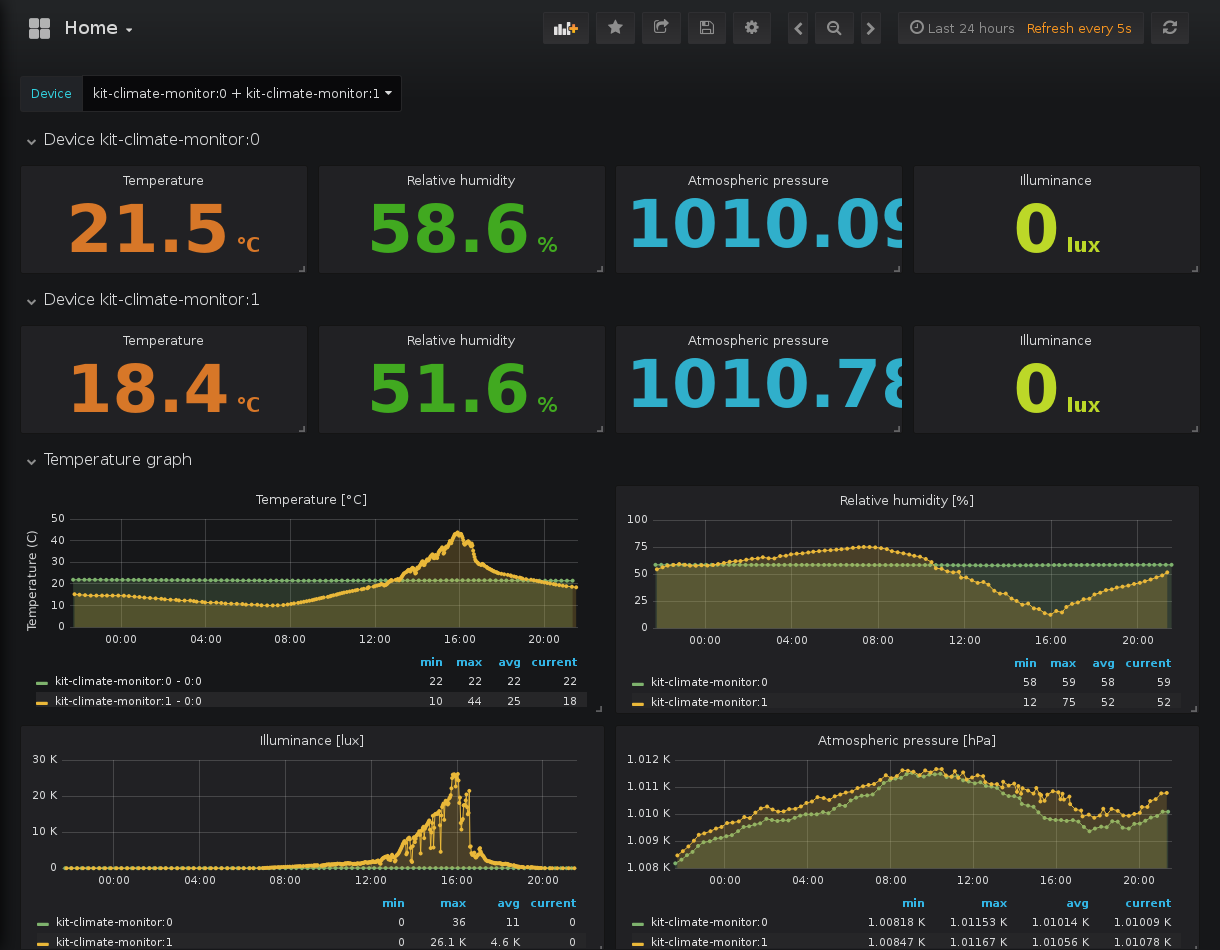 Home
Last 24 hours Refresh every 5s
Device kit-climate-monitor:0 + kit-climate-monitor:1
Device kit-climate-monitor:0
Temperature Relative humidity Atmospheric pressure Illuminance
21.5 °C 58.6 % 1010.09 0 lux
Device kit-climate-monitor:1
Temperature Relative humidity Atmospheric pressure Illuminance
18.4 °C 51.6 % 1010.78 0 lux
Temperature graph
Temperature [°C]
Temperature (C)
50
40
30
20
10
0
00:00 04:00 08:00 12:00 16:00 20:00
min max avg current
kit-climate-monitor:0 - 0:0 22 22 22 22
kit-climate-monitor:1 - 0:0 10 44 25 18
Relative humidity [%]
100
75
50
25
0
00:00 04:00 08:00 12:00 16:00 20:00
min max avg current
kit-climate-monitor:0 58 59 58 59
kit-climate-monitor:1 12 75 52 52
Illuminance [lux]
30 K
20 K
10 K
0
00:00 04:00 08:00 12:00 16:00 20:00
min max avg current
kit-climate-monitor:0 0 36 11 0
kit-climate-monitor:1 0 26.1 K 4.6 K 0
Atmospheric pressure [hPa]
1.012 K
1.011 K
1.010 K
1.009 K
1.008 K
00:00 04:00 08:00 12:00 16:00 20:00
min max avg current
kit-climate-monitor:0 1.00818 K 1.01153 K 1.01014 K 1.01009 K
kit-climate-monitor:1 1.00847 K 1.01167 K 1.01056 K 1.01078 K